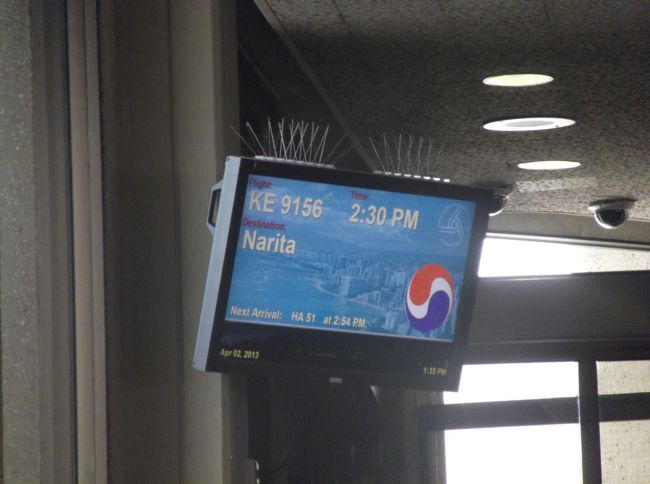 Flight: Time:
KE 9156 2:30 PM
Destination:
Narita
Next Arrival: HA 51 at 2:54 PM.
Apr 02, 2013 1:35 PM